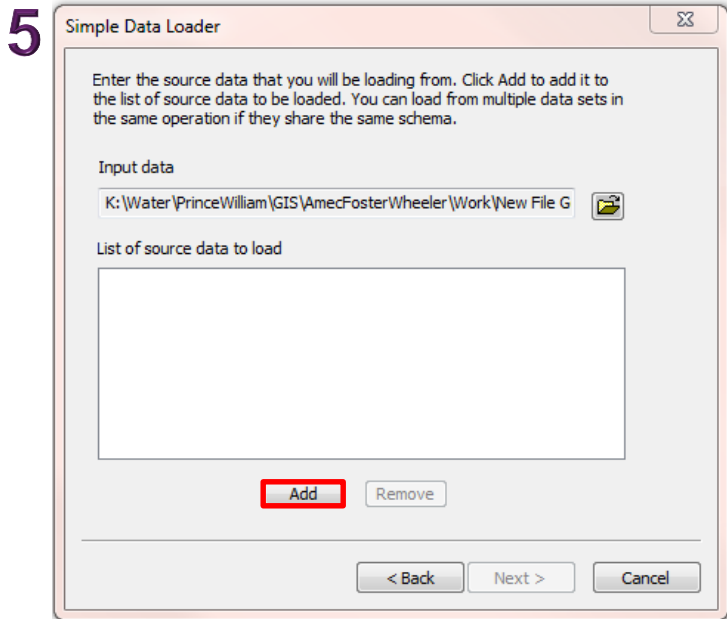 5
Simple Data Loader
Enter the source data that you will be loading from. Click Add to add it to
the list of source data to be loaded. You can load from multiple data sets in
the same operation if they share the same schema.
Input data
K:\Water\PrinceWilliam\GIS\AmecFosterWheeler\Work\New File G
List of source data to load
Add Remove
< Back Next > Cancel